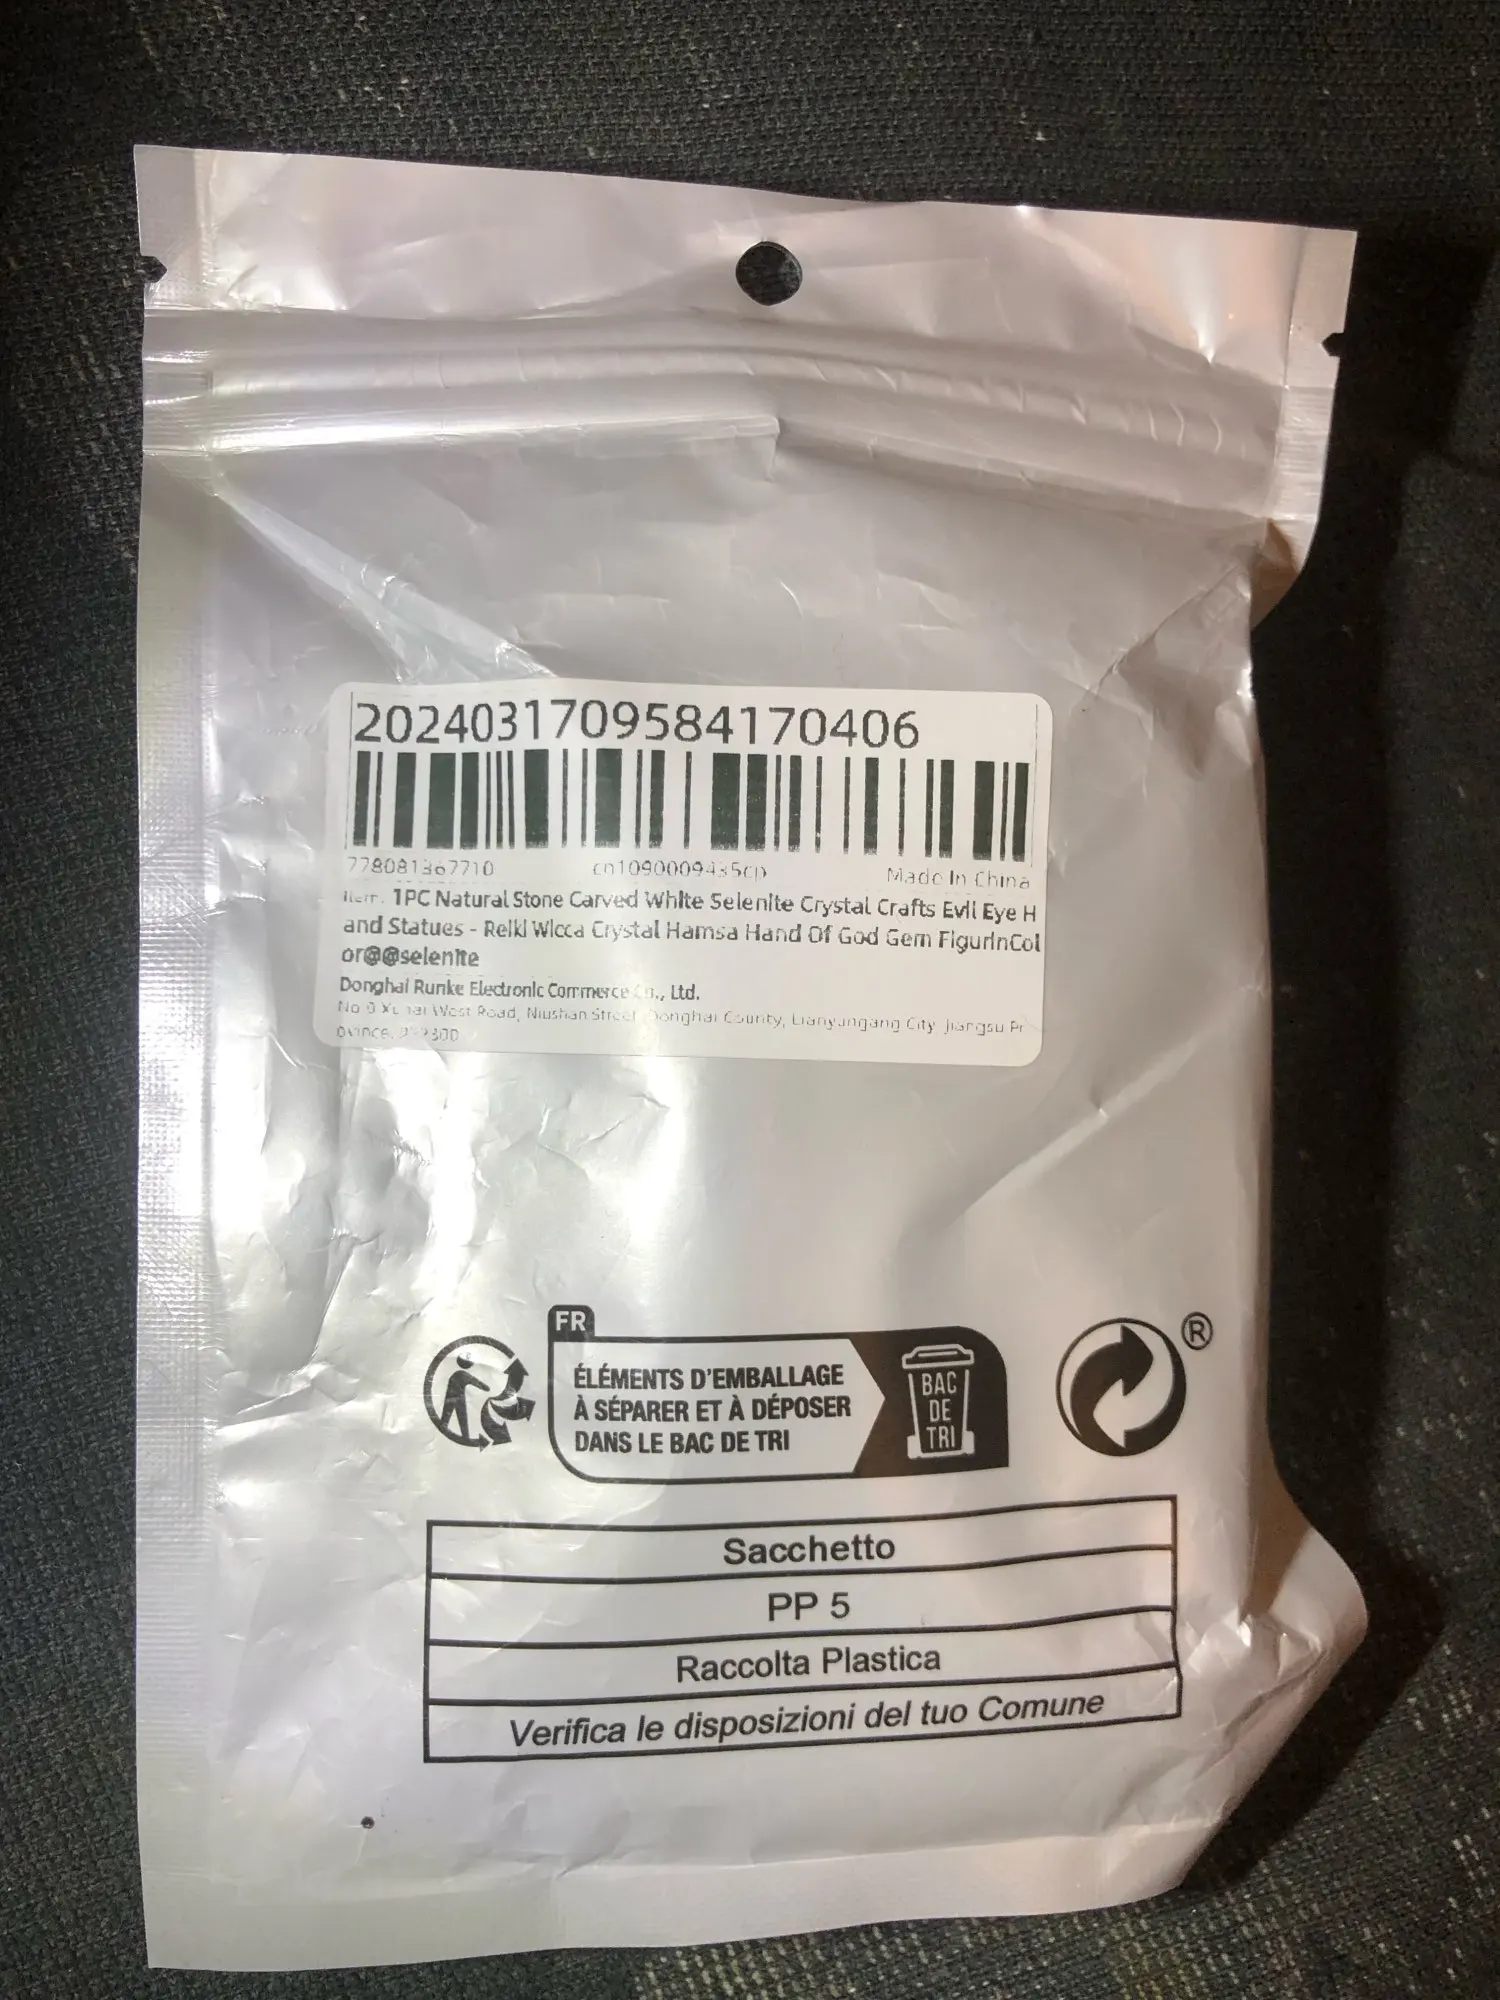 2024031709584170406
778081367710 Made In China
1PC Natural Stone Carved White Selenite Crystal Crafts Evil Eye H
and Statues - Reiki Wicca Crystal Hamsa Hand Of God Gem FigurinCol
or@@selenite
Donghai Runke Electronic Commerce Ltd.
West Road, Niushan Street Donghai County, Lianyungang City Jiangsu Pr
ovince,
FR
ÉLÉMENTS D'EMBALLAGE
À SÉPARER ET À DÉPOSER
DANS LE BAC DE TRI
BAC
DE
TRI
®
Sacchetto
PP 5
Raccolta Plastica
Verifica le disposizioni del tuo Comune